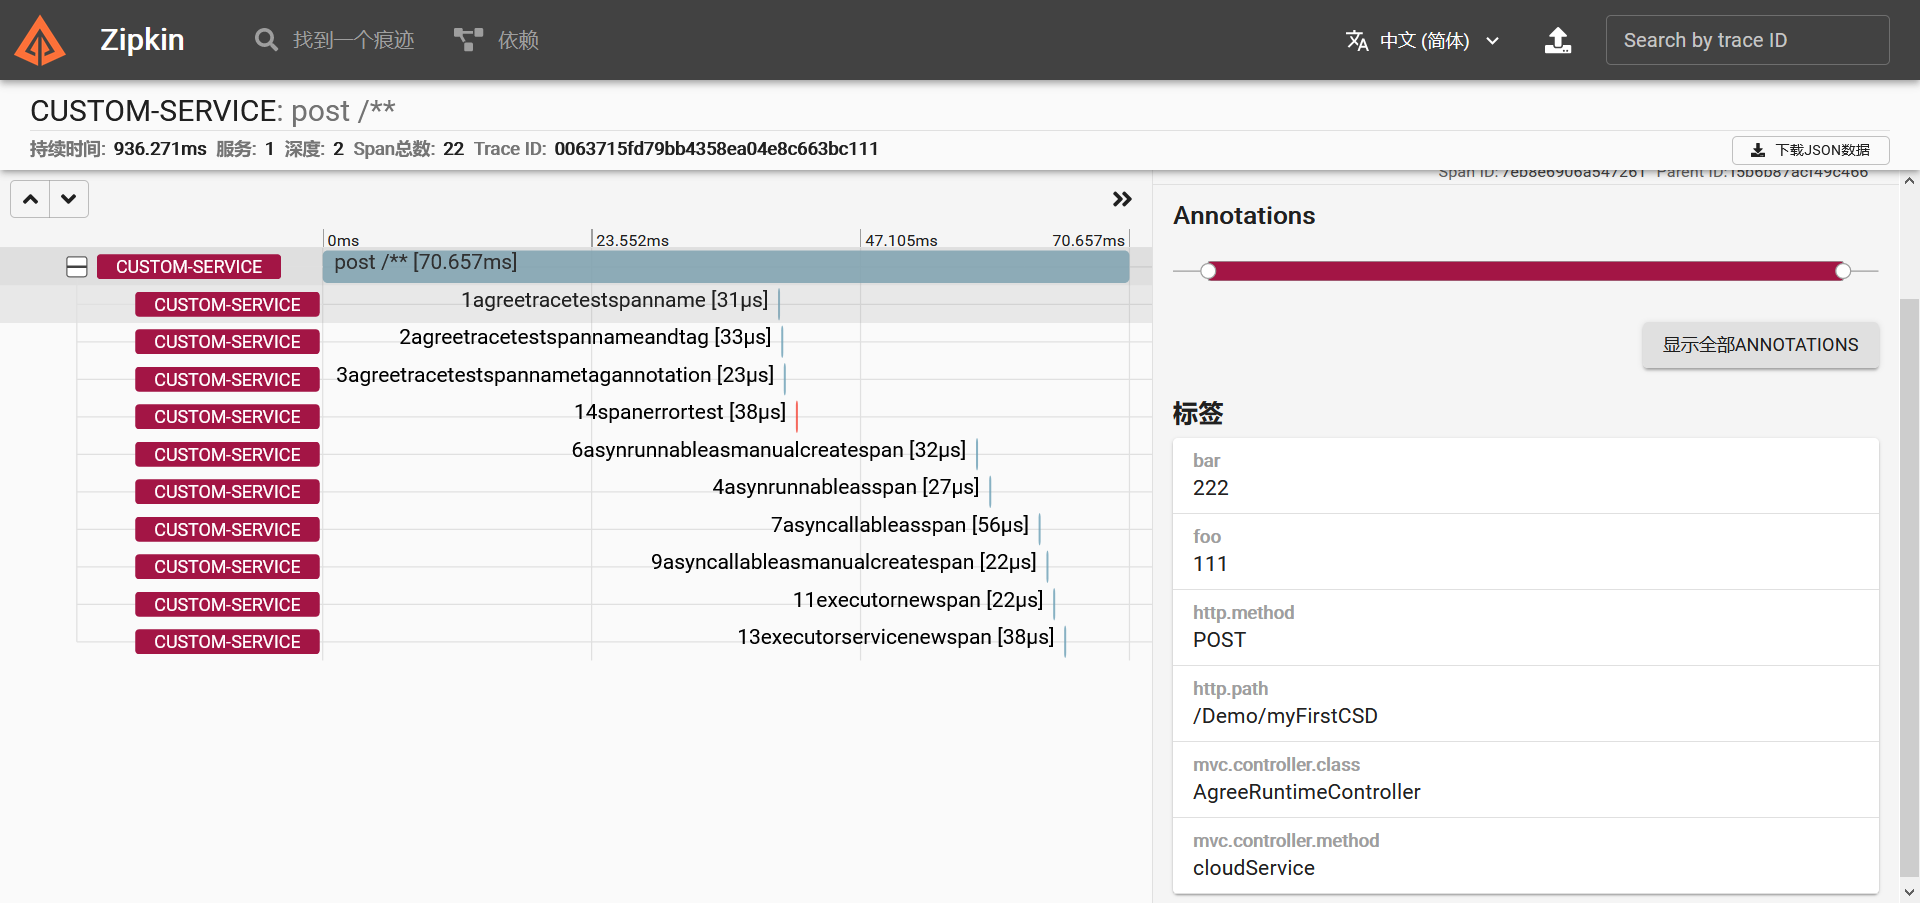 Zipkin
找到一个痕迹
依赖
中文 (简体)
Search by trace ID
CUSTOM-SERVICE: post /**
持续时间: 936.271ms 服务: 1 深度: 2 Span总数: 22 Trace ID: 0063715fd79bb4358ea04e8c663bc111
下载JSON数据
Span ID: 7eb8e6906a547261 Parent ID: f5b6b87acf49c466
0ms
23.552ms
47.105ms
70.657ms
CUSTOM-SERVICE
post /** [70.657ms]
CUSTOM-SERVICE
1agreetracetestspanname [31μs]
CUSTOM-SERVICE
2agreetracetestspannameandtag [33μs]
CUSTOM-SERVICE
3agreetracetestspannametagannotation [23μs]
CUSTOM-SERVICE
14spanerrortest [38μs]
CUSTOM-SERVICE
6asynrunnableasmanualcreatespan [32μs]
CUSTOM-SERVICE
4asynrunnableasspan [27μs]
CUSTOM-SERVICE
7asyncallableasspan [56μs]
CUSTOM-SERVICE
9asyncallableasmanualcreatespan [22μs]
CUSTOM-SERVICE
11executornewspan [22μs]
CUSTOM-SERVICE
13executorservicenewspan [38μs]
Annotations
显示全部ANNOTATIONS
标签
bar
222
foo
111
http.method
POST
http.path
/Demo/myFirstCSD
mvc.controller.class
AgreeRuntimeController
mvc.controller.method
cloudService